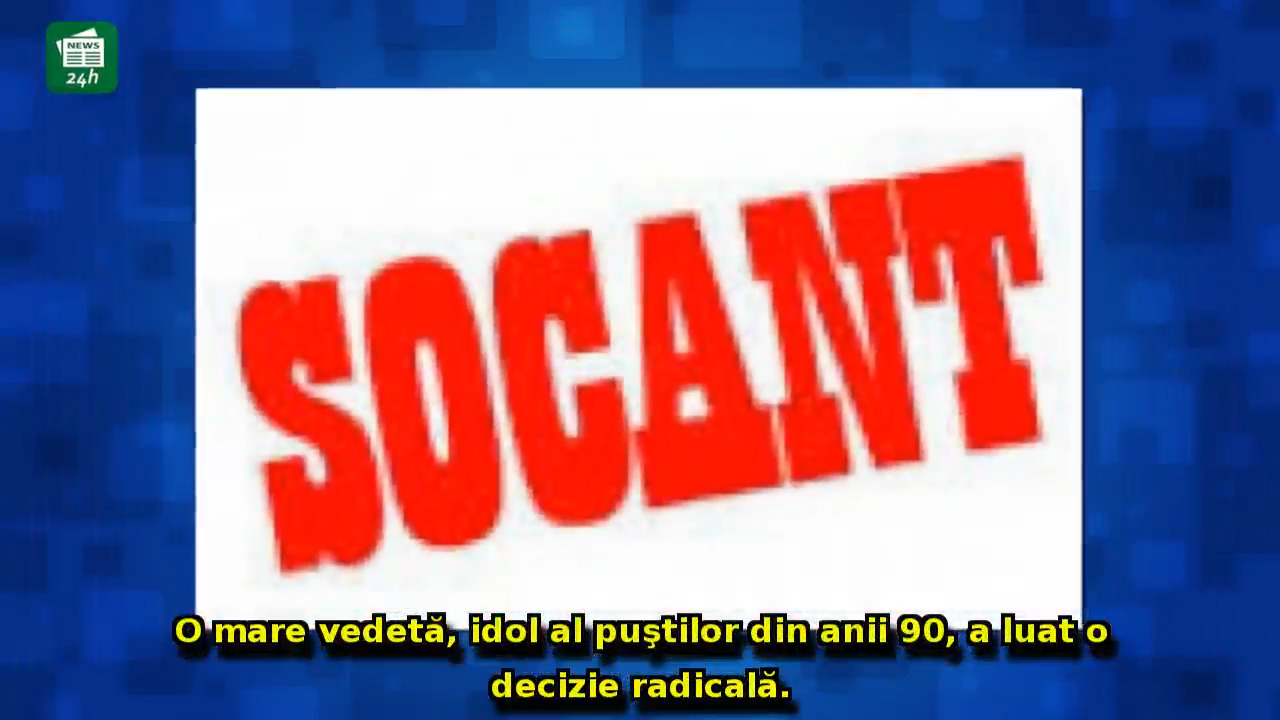 NEWS
24h
SOCANT
O mare vedetă, idol al puştilor din anii 90, a luat o
decizie radicală.